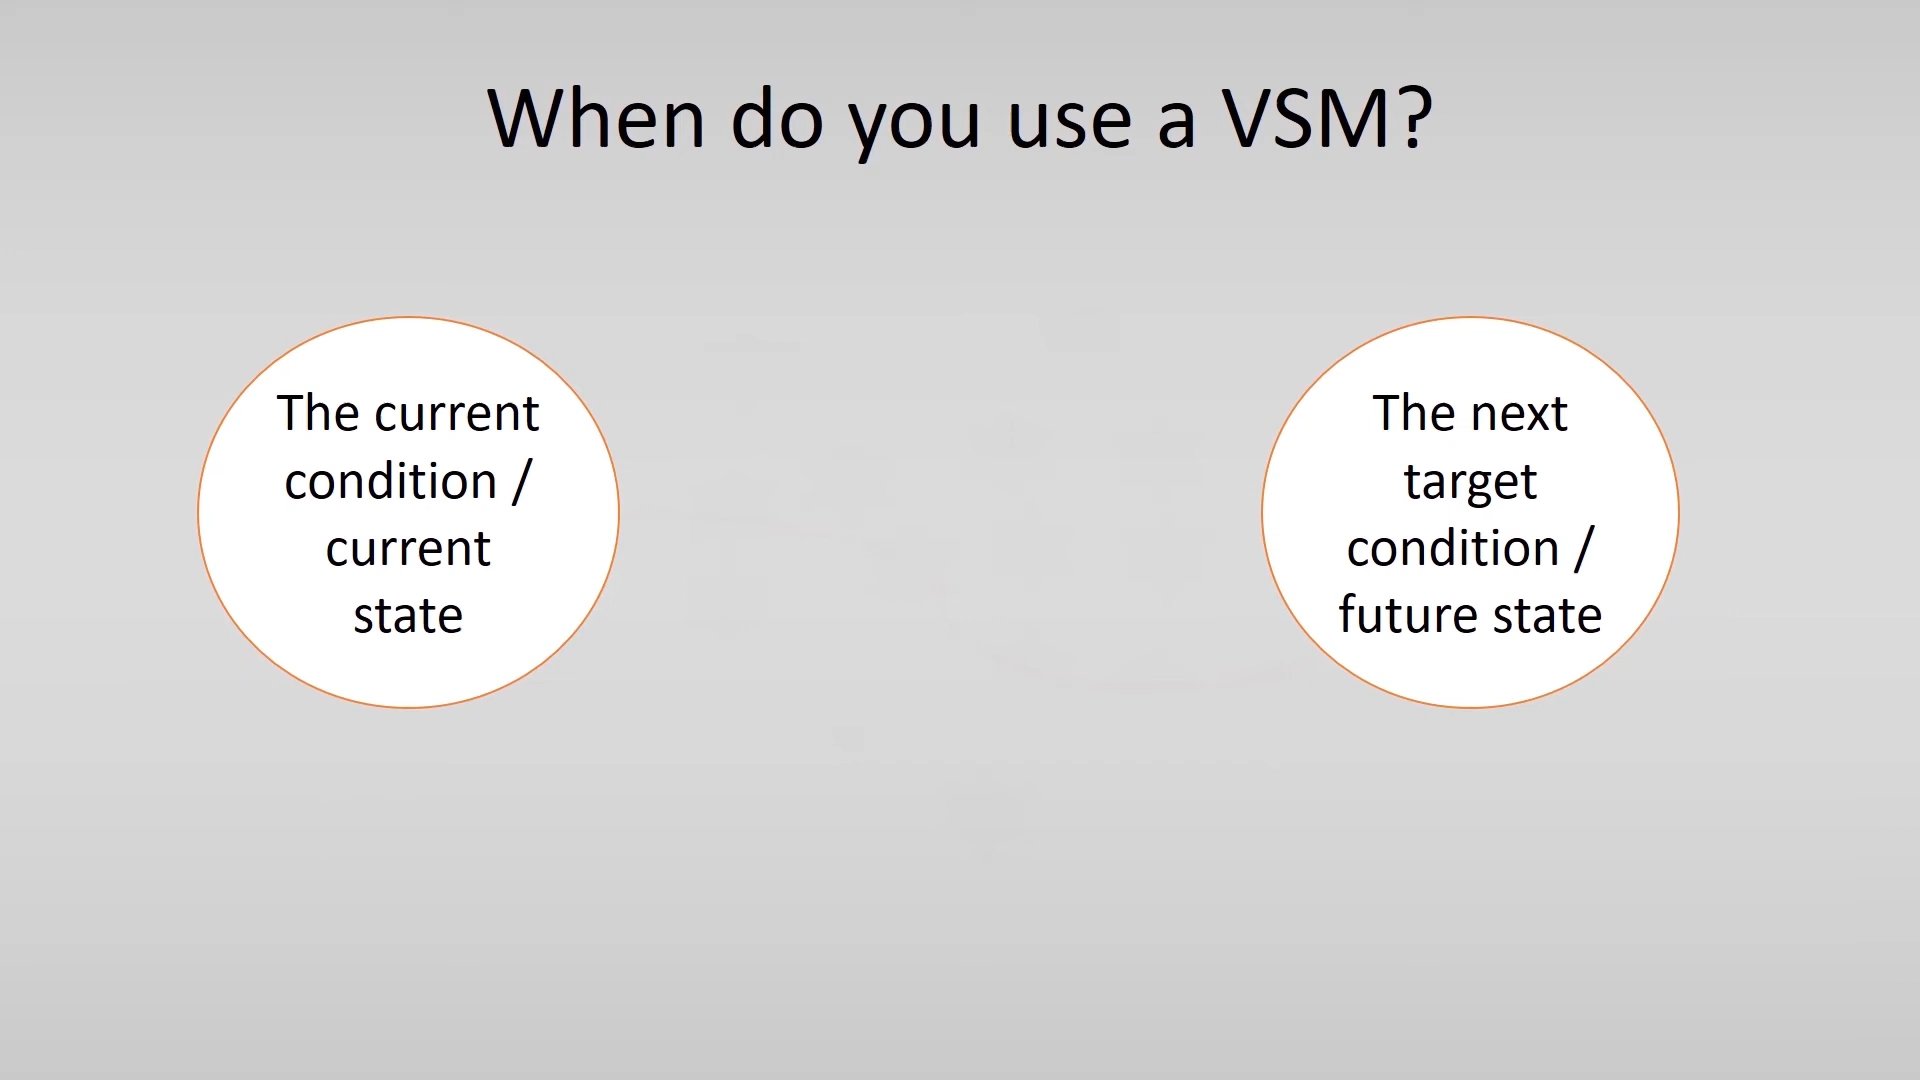 When do you use a VSM?
The current
condition /
current
state
The next
target
condition /
future state